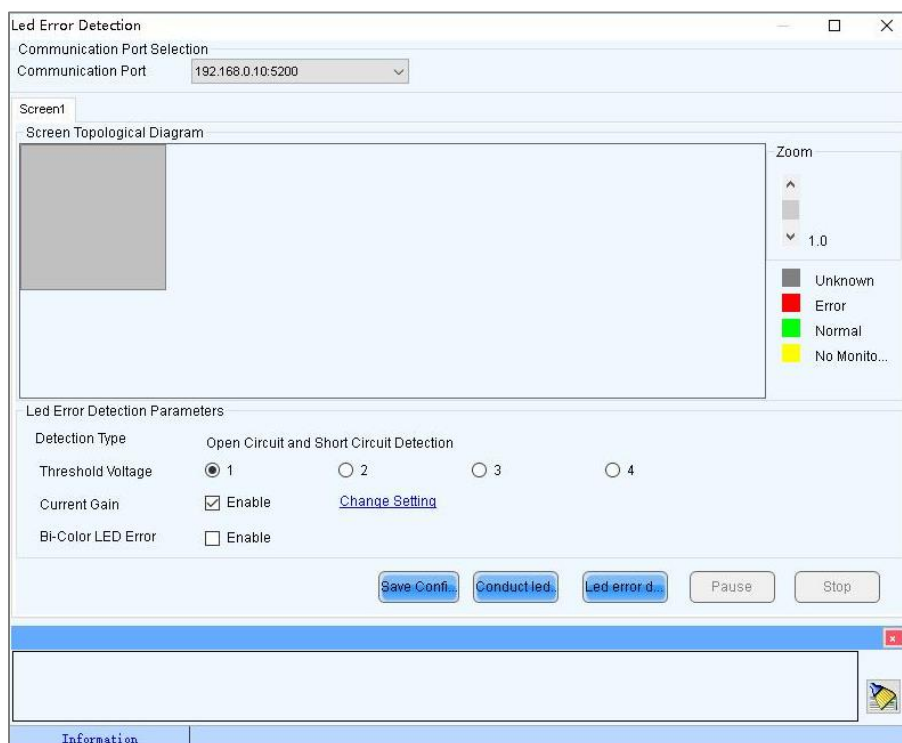 Led Error Detection
Communication Port Selection
Communication Port 192.168.0.10:5200
Screen1
Screen Topological Diagram
Zoom
1.0
Unknown
Error
Normal
No Monito...
Led Error Detection Parameters
Detection Type Open Circuit and Short Circuit Detection
Threshold Voltage 1 2 3 4
Current Gain Enable Change Setting
Bi-Color LED Error Enable
Save Confi... Conduct led.. Led error d... Pause Stop
Information